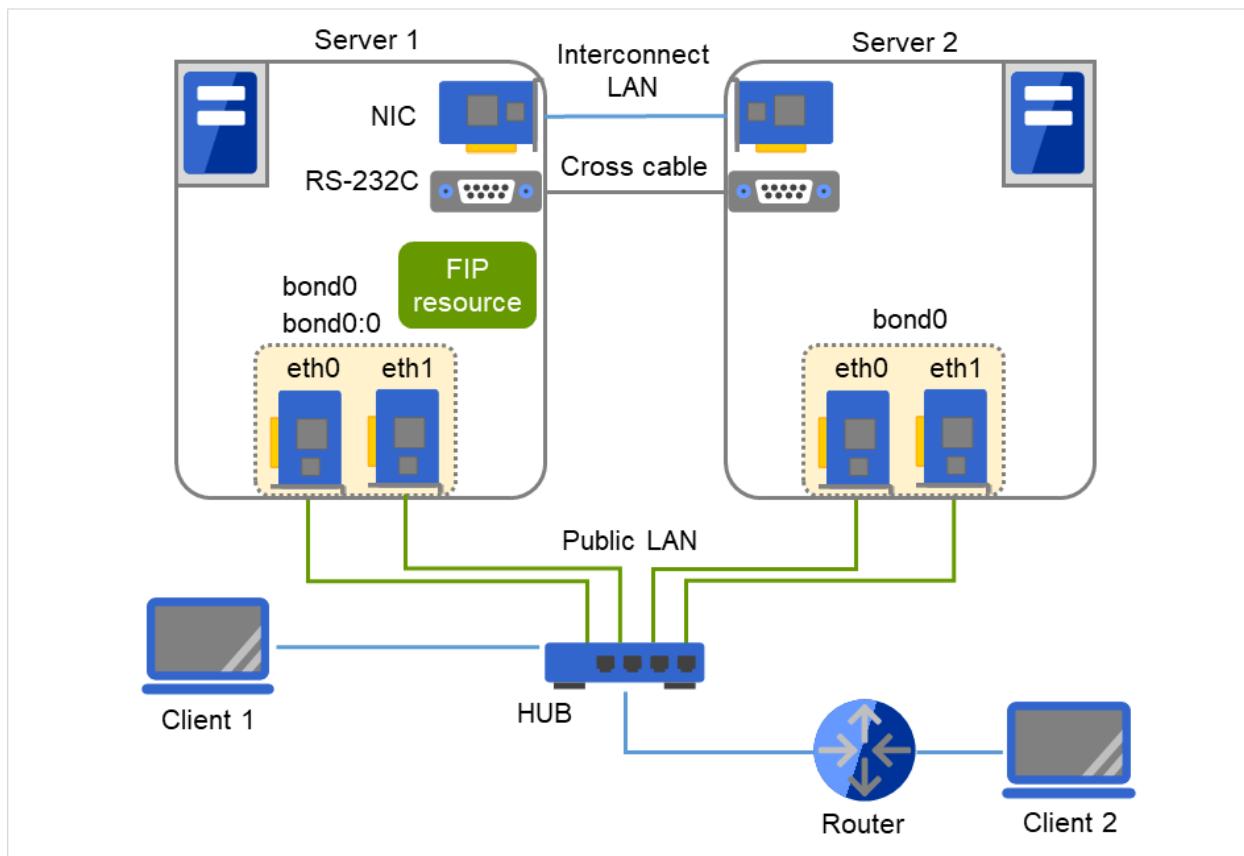 Server 1
Interconnect
LAN
Server 2
NIC
RS-232C
Cross cable
FIP
resource
bond0
bond0:0
eth0 eth1
bond0
eth0 eth1
Public LAN
Client 1
HUB
Router
Client 2